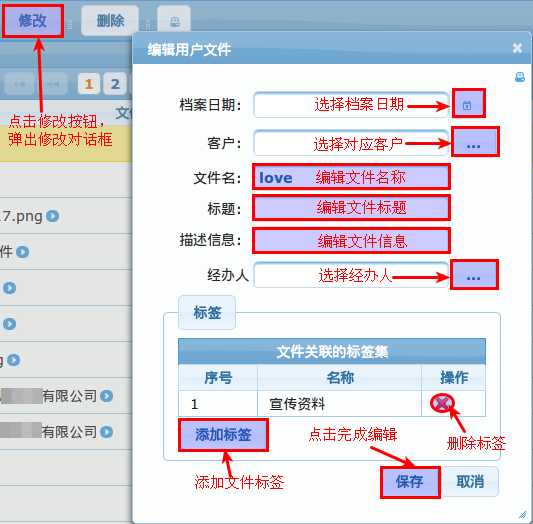 修改 删除
编辑用户文件
1 2
文
点击修改按钮，
弹出修改对话框
档案日期： 选择档案日期
客户： 选择对应客户 ...
文件名： love 编辑文件名称
标题： 编辑文件标题
描述信息： 编辑文件信息
经办人 选择经办人 ...
17.png
件
有限公司
有限公司
标签
文件关联的标签集
序号 名称 操作
1 宣传资料
添加标签
点击完成编辑
删除标签
添加文件标签
保存 取消